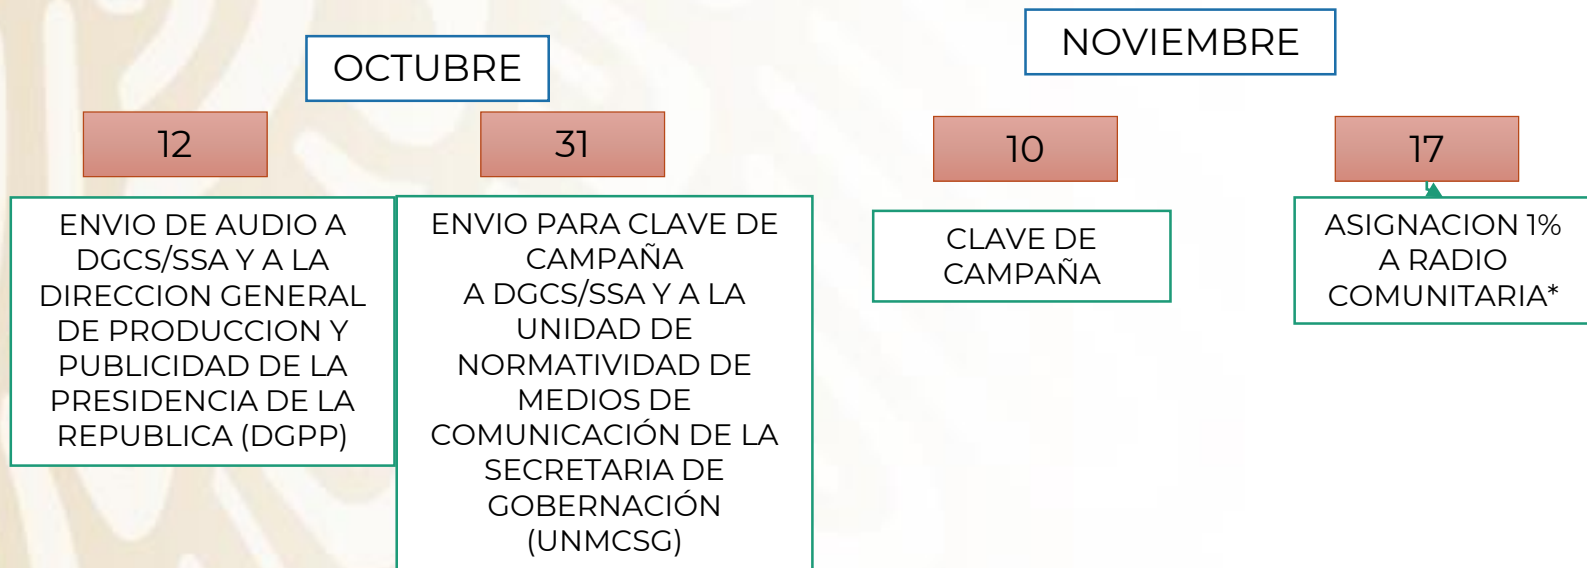 OCTUBRE
12
ENVIO DE AUDIO A
DGCS/SSA Y A LA
DIRECCION GENERAL
DE PRODUCCION Y
PUBLICIDAD DE LA
PRESIDENCIA DE LA
REPUBLICA (DGPP)
31
ENVIO PARA CLAVE DE
CAMPAÑA
A DGCS/SSA Y A LA
UNIDAD DE
NORMATIVIDAD DE
MEDIOS DE
COMUNICACIÓN DE LA
SECRETARIA DE
GOBERNACIÓN
(UNMCSG)
NOVIEMBRE
10
CLAVE DE
CAMPAÑA
17
ASIGNACION 1%
A RADIO
COMUNITARIA*